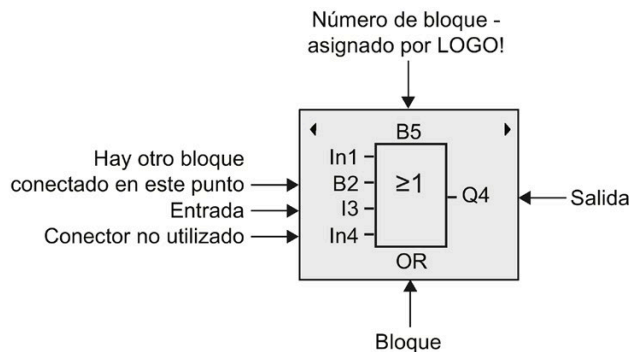 Número de bloque -
asignado por LOGO!
B5
Hay otro bloque
conectado en este punto
Entrada
Conector no utilizado
In1
B2
I3
In4
≥1
Q4
Salida
OR
Bloque